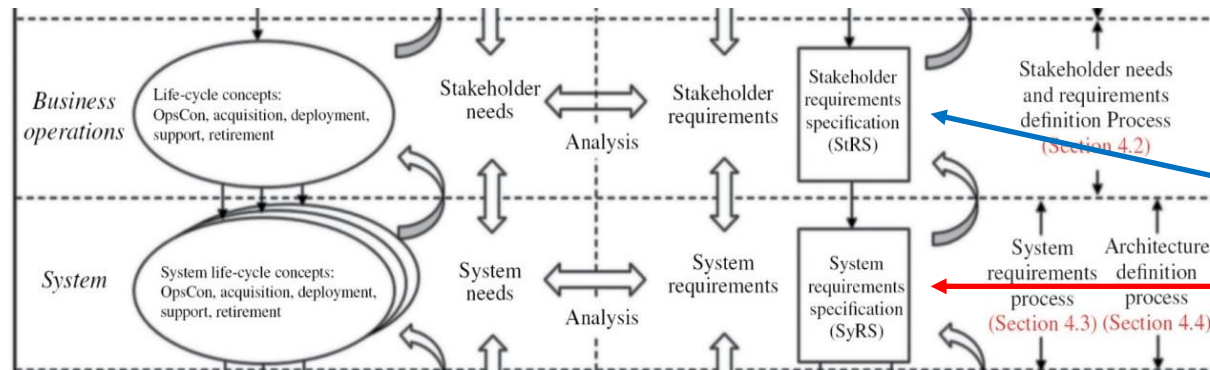 Business
operations
Life-cycle concepts:
OpsCon, acquisition, deployment,
support, retirement
Stakeholder
needs
Analysis
Stakeholder
requirements
Stakeholder
requirements
specification
(StRS)
Stakeholder needs
and requirements
definition Process
(Section 4.2)
System
System life-cycle concepts:
OpsCon, acquisition, deployment,
support, retirement
System
needs
Analysis
System
requirements
System
requirements
specification
(SyRS)
System
requirements
process
(Section 4.3)
Architecture
definition
process
(Section 4.4)